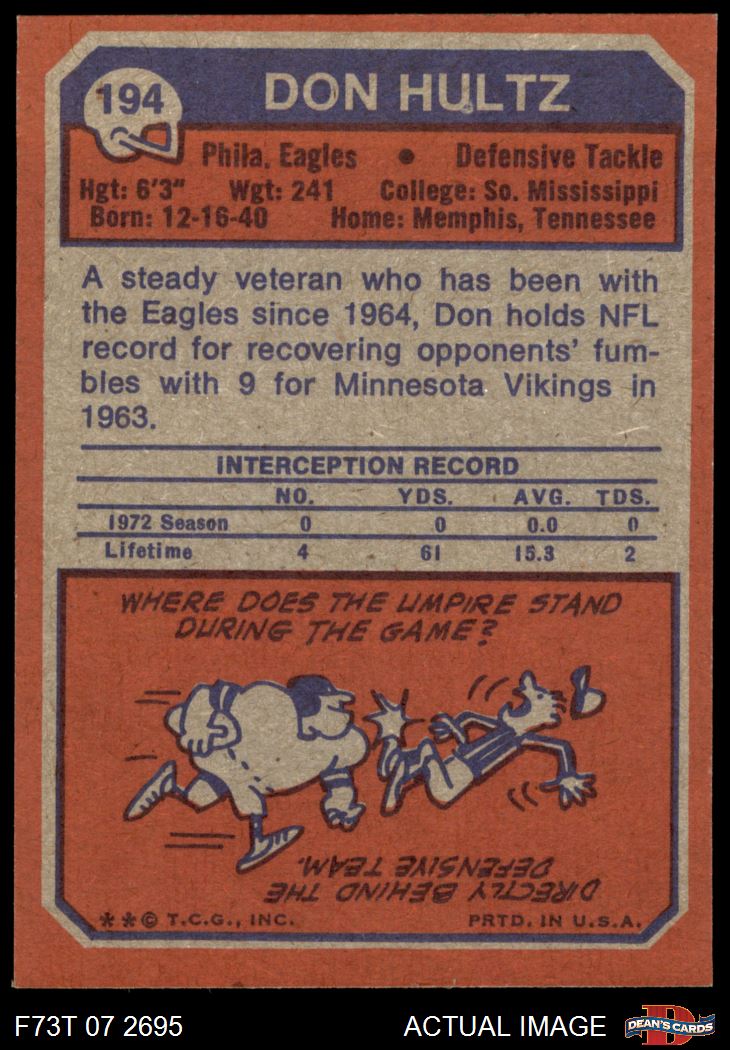 194
DON HULTZ
Phila. Eagles • Defensive Tackle
Hgt: 6'3" Wgt: 241 College: So. Mississippi
Born: 12-16-40 Home: Memphis, Tennessee
A steady veteran who has been with
the Eagles since 1964, Don holds NFL
record for recovering opponents' fum-
bles with 9 for Minnesota Vikings in
1963.
INTERCEPTION RECORD
NO. YDS. AVG. TDS.
1972 Season 0 0 0.0 0
Lifetime 4 61 15.3 2
WHERE DOES THE UMPIRE STAND
DURING THE GAME?
DIRECTLY BEHIND THE
DEFENSIVE TEAM.
**© T.C.G., INC. PRTD. IN U.S.A.
F73T 07 2695 ACTUAL IMAGE
D
DEAN'S CARDS